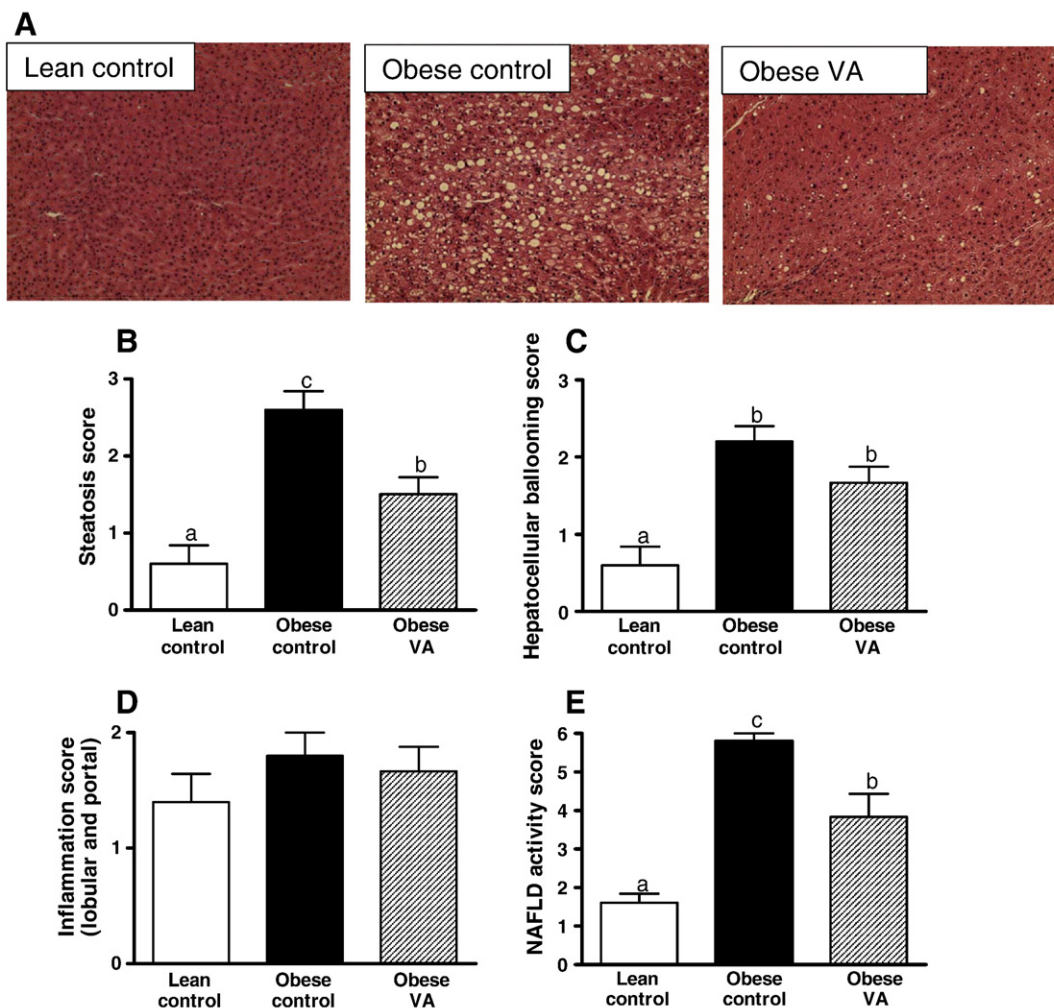 A
Lean control
Obese control
Obese VA
B
Steatosis score
3
2
1
0
a
c
b
Lean
control
Obese
control
Obese
VA
C
Hepatocellular ballooning score
3
2
1
0
a
b
b
Lean
control
Obese
control
Obese
VA
D
Inflammation score
(lobular and portal)
2
1
0
Lean
control
Obese
control
Obese
VA
E
NAFLD activity score
6
5
4
3
2
1
0
a
c
b
Lean
control
Obese
control
Obese
VA